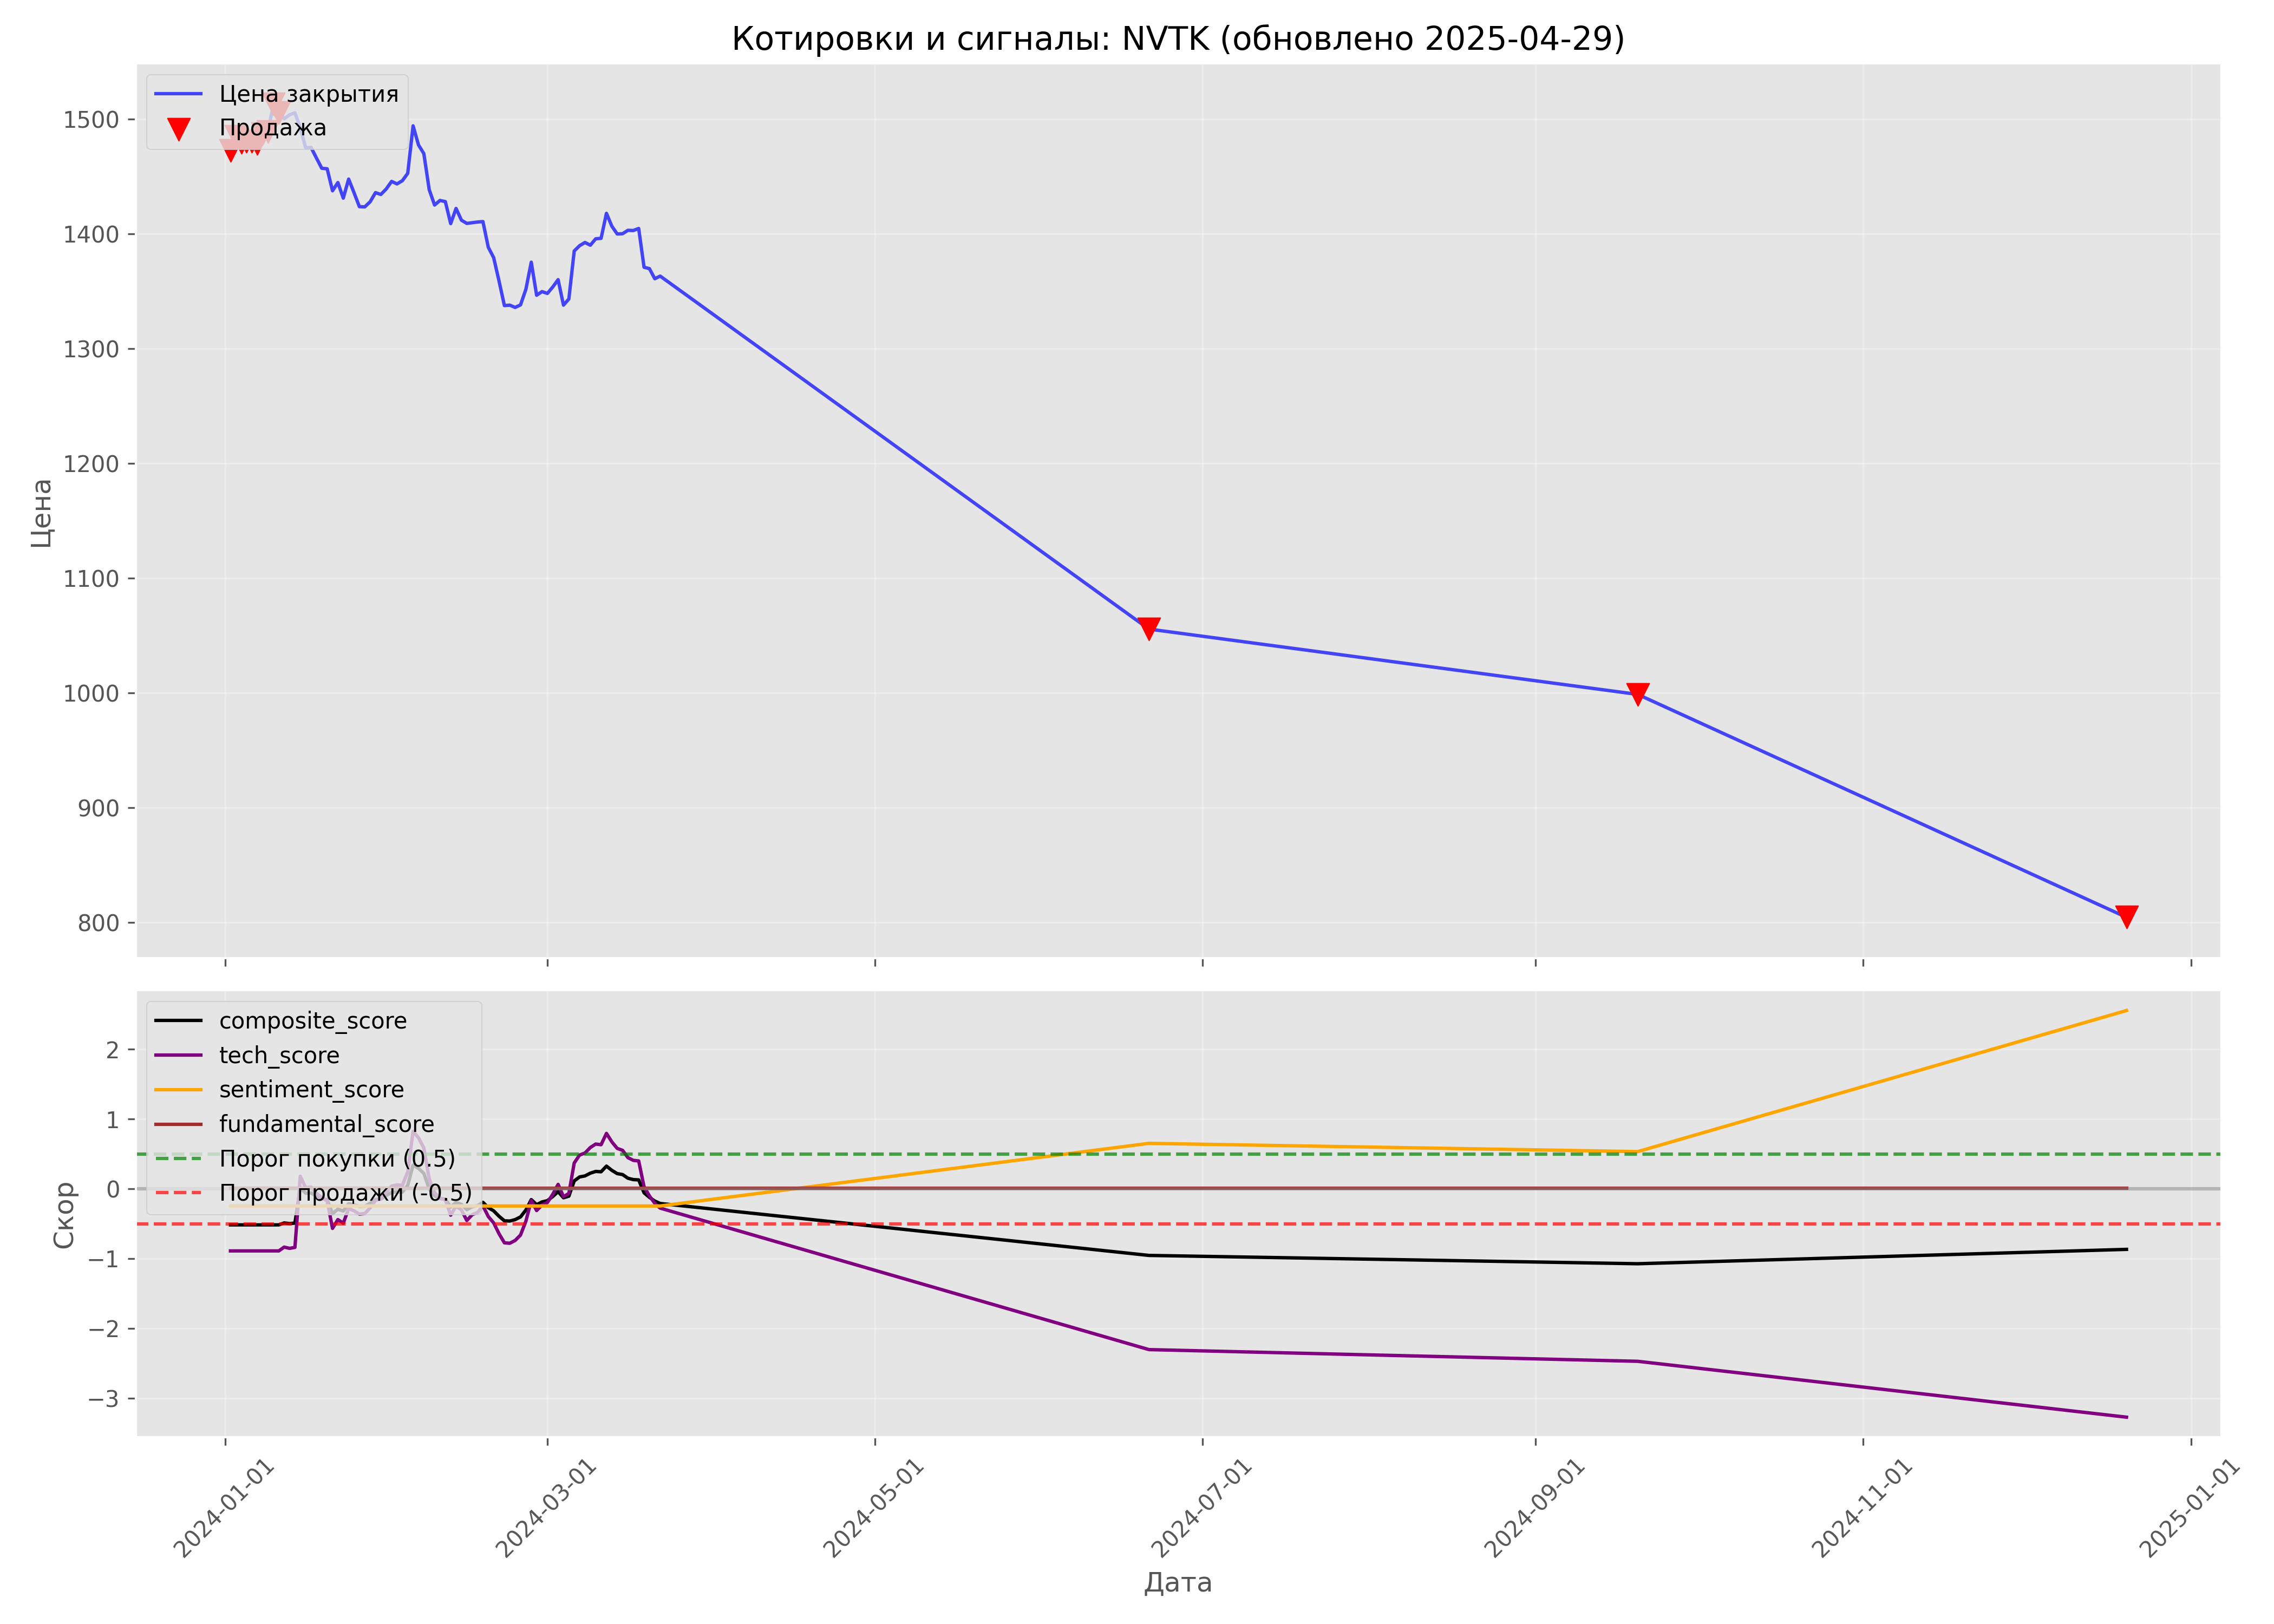 Котировки и сигналы: NVTK (обновлено 2025-04-29)
Цена закрытия
Продажа
1500
1400
1300
1200
1100
1000
900
800
Цена
composite_score
tech_score
sentiment_score
fundamental_score
Порог покупки (0.5)
Порог продажи (-0.5)
2
1
0
−1
−2
−3
Скор
2024-01-01
2024-03-01
2024-05-01
2024-07-01
2024-09-01
2024-11-01
2025-01-01
Дата